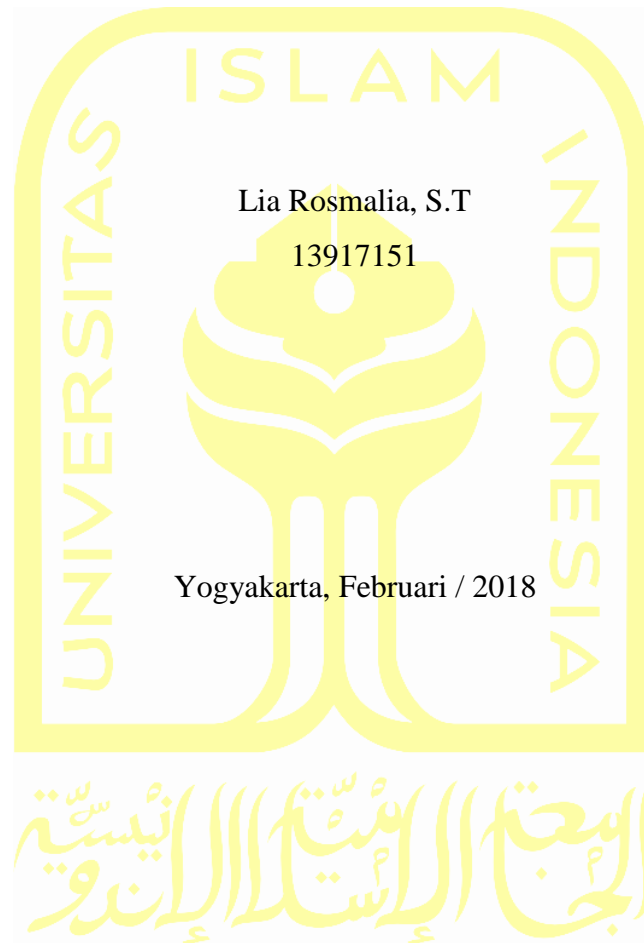 ISLAM
UNIVERSITAS
INDONESIA
Lia Rosmalia, S.T
13917151
Yogyakarta, Februari / 2018
الجامعة الإسلامية الإندونيسية